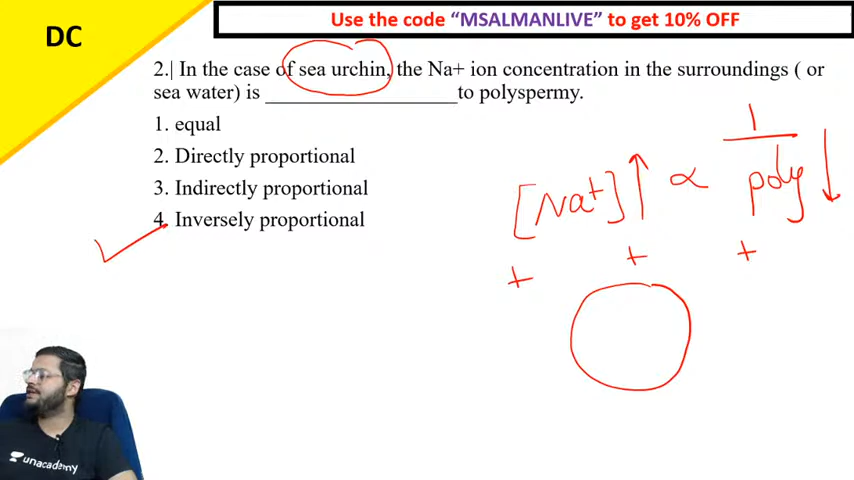 Use the code “MSALMANLIVE” to get 10% OFF
DC
2.| In the case of sea urchin, the Na+ ion concentration in the surroundings ( or
sea water) is ____________________to polyspermy.
1. equal
2. Directly proportional
3. Indirectly proportional
4. Inversely proportional
[Na+]↑ ∝ 1/poly ↓
+ + +
unacademy